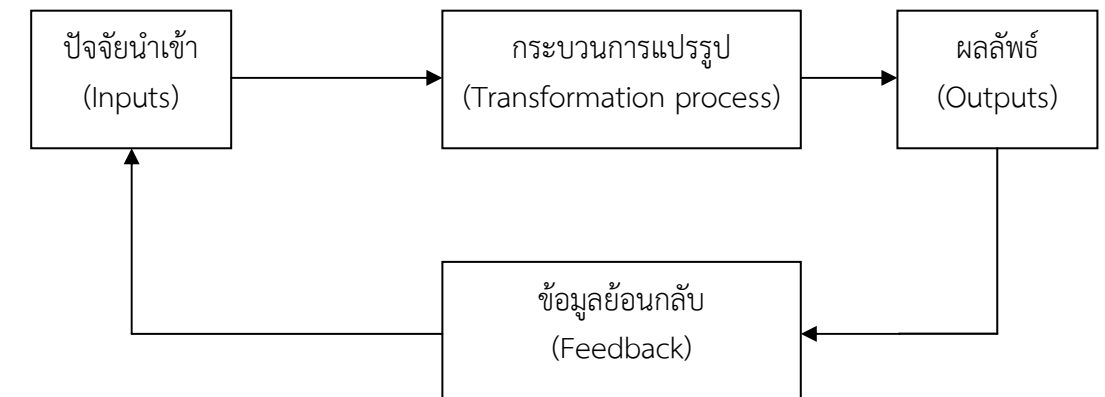 ปัจจัยนำเข้า
(Inputs)
กระบวนการแปรรูป
(Transformation process)
ผลลัพธ์
(Outputs)
ข้อมูลย้อนกลับ
(Feedback)